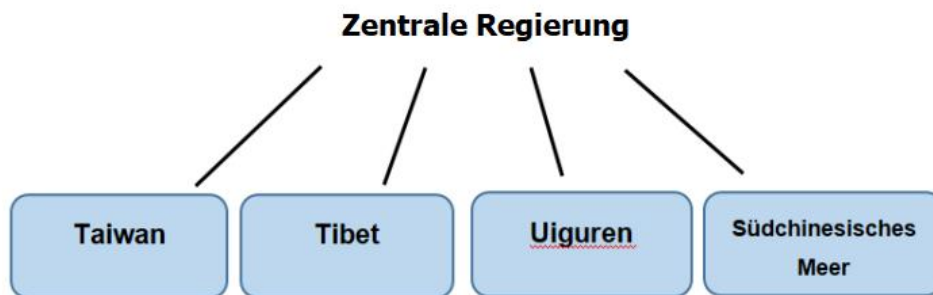 Zentrale Regierung
Taiwan
Tibet
Uiguren
Südchinesisches
Meer